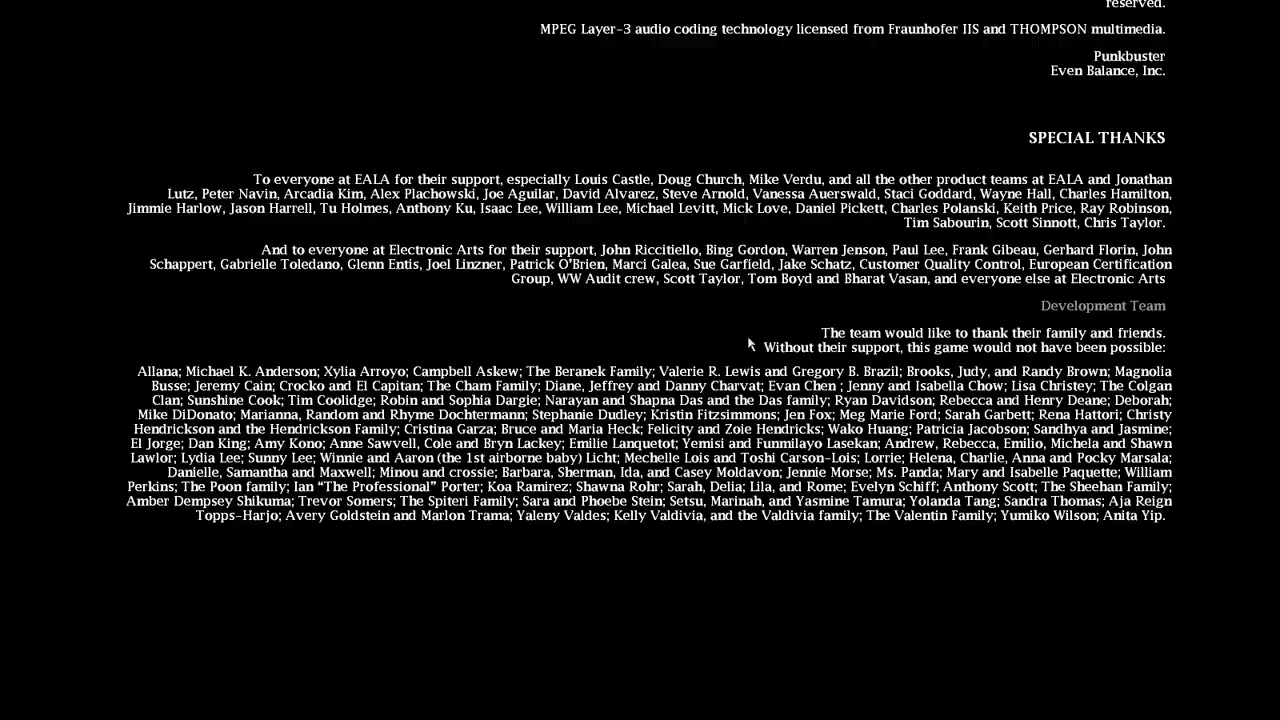 reserved.
MPEG Layer-3 audio coding technology licensed from Fraunhofer IIS and THOMPSON multimedia.
Punkbuster
Even Balance, Inc.
SPECIAL THANKS
To everyone at EALA for their support, especially Louis Castle, Doug Church, Mike Verdu, and all the other product teams at EALA and Jonathan
Lutz, Peter Navin, Arcadia Kim, Alex Plachowski, Joe Aguilar, David Alvarez, Steve Arnold, Vanessa Auerswald, Staci Goddard, Wayne Hall, Charles Hamilton,
Jimmie Harlow, Jason Harrell, Tu Holmes, Anthony Ku, Isaac Lee, William Lee, Michael Levitt, Mick Love, Daniel Pickett, Charles Polanski, Keith Price, Ray Robinson,
Tim Sabourin, Scott Sinnott, Chris Taylor.
And to everyone at Electronic Arts for their support, John Riccitiello, Bing Gordon, Warren Jenson, Paul Lee, Frank Gibeau, Gerhard Florin, John
Schappert, Gabrielle Toledano, Glenn Entis, Joel Linzner, Patrick O'Brien, Marci Galea, Sue Garfield, Jake Schatz, Customer Quality Control, European Certification
Group, WW Audit crew, Scott Taylor, Tom Boyd and Bharat Vasan, and everyone else at Electronic Arts
Development Team
The team would like to thank their family and friends.
Without their support, this game would not have been possible:
Allana; Michael K. Anderson; Xylia Arroyo; Campbell Askew; The Beranek Family; Valerie R. Lewis and Gregory B. Brazil; Brooks, Judy, and Randy Brown; Magnolia
Busse; Jeremy Cain; Crocko and El Capitan; The Cham Family; Diane, Jeffrey and Danny Charvat; Evan Chen ; Jenny and Isabella Chow; Lisa Christey; The Colgan
Clan; Sunshine Cook; Tim Coolidge; Robin and Sophia Dargie; Narayan and Shapna Das and the Das family; Ryan Davidson; Rebecca and Henry Deane; Deborah;
Mike DiDonato; Marianna, Random and Rhyme Dochtermann; Stephanie Dudley; Kristin Fitzsimmons; Jen Fox; Meg Marie Ford; Sarah Garbett; Rena Hattori; Christy
Hendrickson and the Hendrickson Family; Cristina Garza; Bruce and Maria Heck; Felicity and Zoie Hendricks; Wako Huang; Patricia Jacobson; Sandhya and Jasmine;
El Jorge; Dan King; Amy Kono; Anne Sawvell, Cole and Bryn Lackey; Emilie Lanquetot; Yemisi and Funmilayo Lasekan; Andrew, Rebecca, Emilio, Michela and Shawn
Lawlor; Lydia Lee; Sunny Lee; Winnie and Aaron (the 1st airborne baby) Licht; Mechelle Lois and Toshi Carson-Lois; Lorrie; Helena, Charlie, Anna and Pocky Marsala;
Danielle, Samantha and Maxwell; Minou and crossie; Barbara, Sherman, Ida, and Casey Moldavon; Jennie Morse; Ms. Panda; Mary and Isabelle Paquette; William
Perkins; The Poon family; Ian “The Professional” Porter; Koa Ramirez; Shawna Rohr; Sarah, Delia; Lila, and Rome; Evelyn Schiff; Anthony Scott; The Sheehan Family;
Amber Dempsey Shikuma; Trevor Somers; The Spiteri Family; Sara and Phoebe Stein; Setsu, Marinah, and Yasmine Tamura; Yolanda Tang; Sandra Thomas; Aja Reign
Topps-Harjo; Avery Goldstein and Marlon Trama; Yaleny Valdes; Kelly Valdivia, and the Valdivia family; The Valentin Family; Yumiko Wilson; Anita Yip.